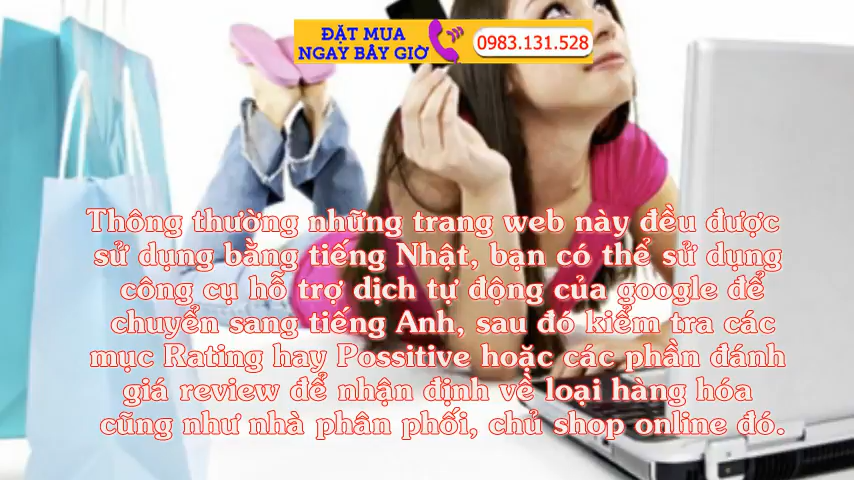 ĐẶT MUA
NGAY BÂY GIỜ
0983.131.528
Thông thường những trang web này đều được
sử dụng bằng tiếng Nhật, bạn có thể sử dụng
công cụ hỗ trợ dịch tự động của google để
chuyển sang tiếng Anh, sau đó kiểm tra các
mục Rating hay Possitive hoặc các phần đánh
giá review để nhận định về loại hàng hóa
cũng như nhà phân phối, chủ shop online đó.